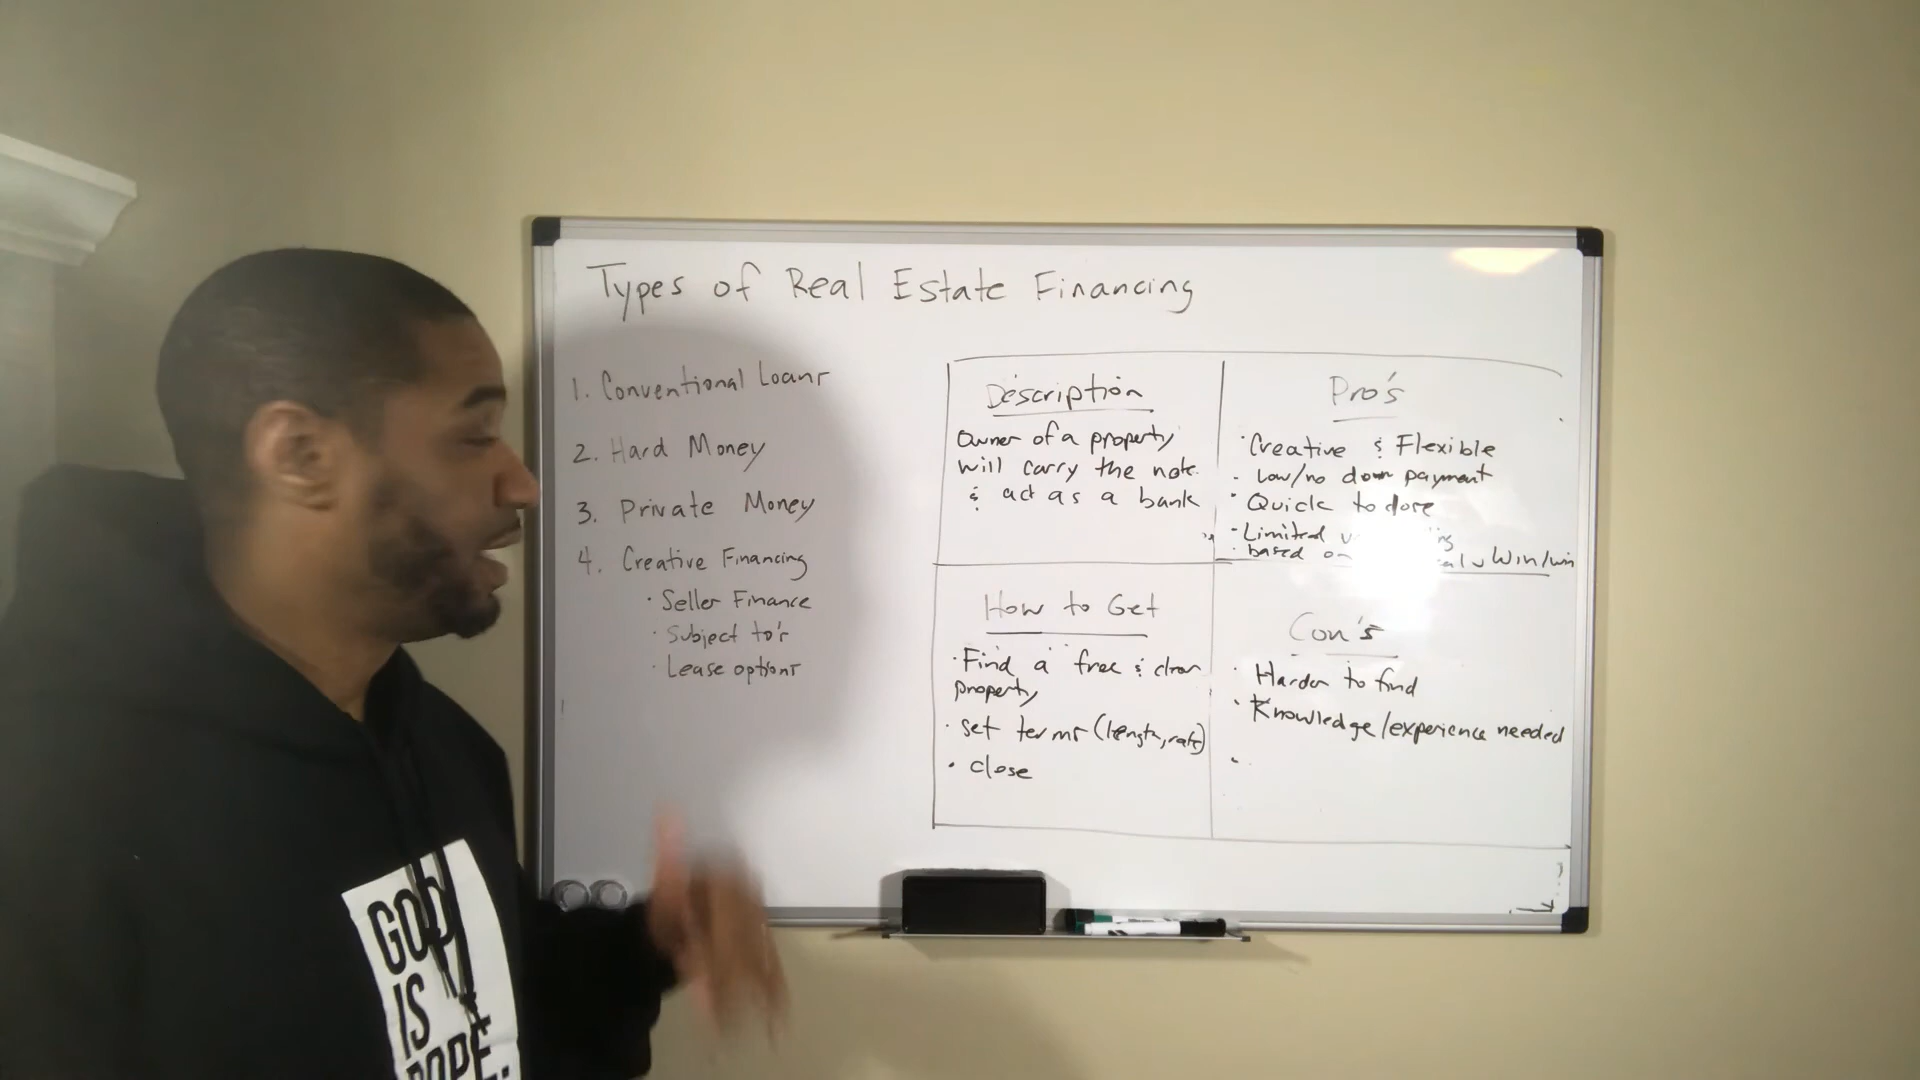 Types of Real Estate Financing
1. Conventional Loans
2. Hard Money
3. Private Money
4. Creative Financing
· Seller Finance
· Subject to's
· Lease options
Description
Owner of a property
will carry the note
& act as a bank
Pro's
· Creative & Flexible
- Low/no down payment
· Quick to close
- Limited
· based on
Win/win
How to Get
· Find a free & clear
property
· set terms (length, rate)
· close
Con's
· Harder to find
· Knowledge/experience needed
GOD
IS
DOPE.